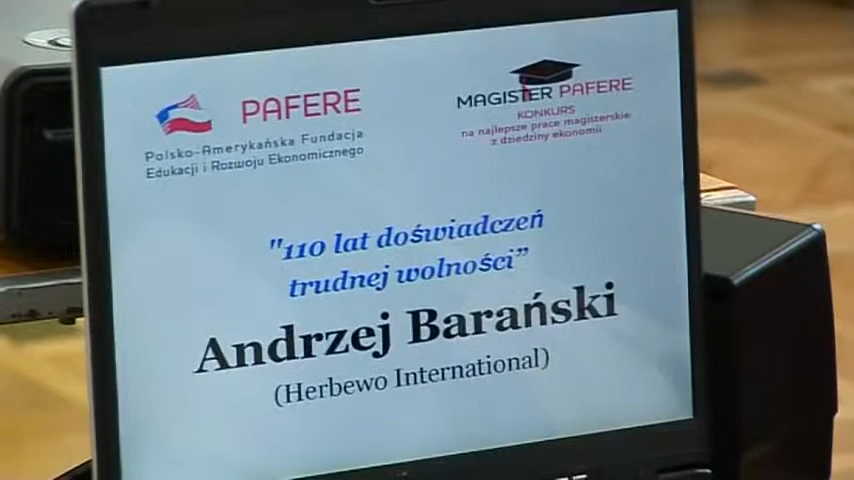 PAFERE
Polsko-Amerykańska Fundacja
Edukacji i Rozwoju Ekonomicznego
MAGISTER PAFERE
KONKURS
na najlepsze prace magisterskie
z dziedziny ekonomii
"110 lat doświadczeń
trudnej wolności”
Andrzej Barański
(Herbewo International)